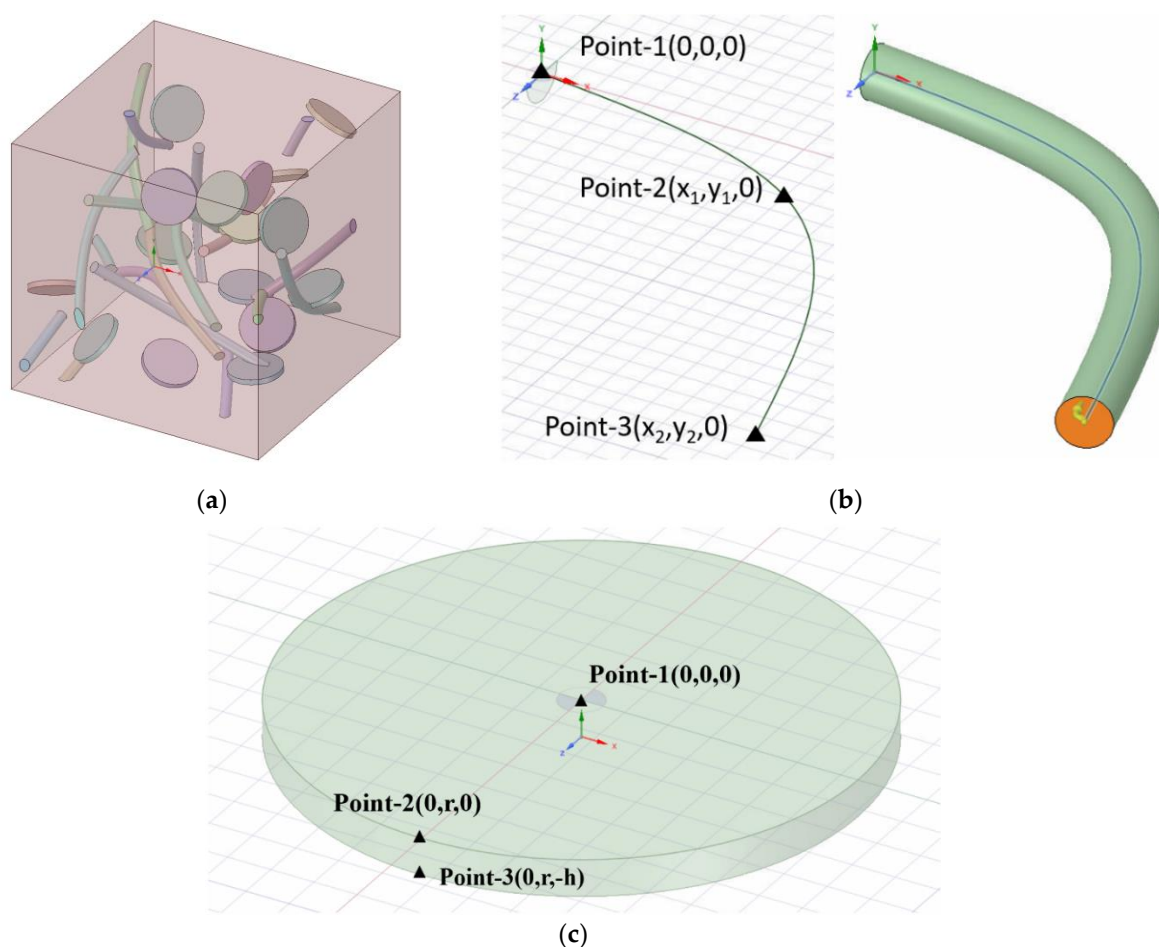 Point-1(0,0,0)
Y
X
Z
Point-2(x₁,y₁,0)
Point-3(x₂,y₂,0)
Y
X
Z
(a)
(b)
Point-1(0,0,0)
X
Z
Point-2(0,r,0)
Point-3(0,r,-h)
(c)